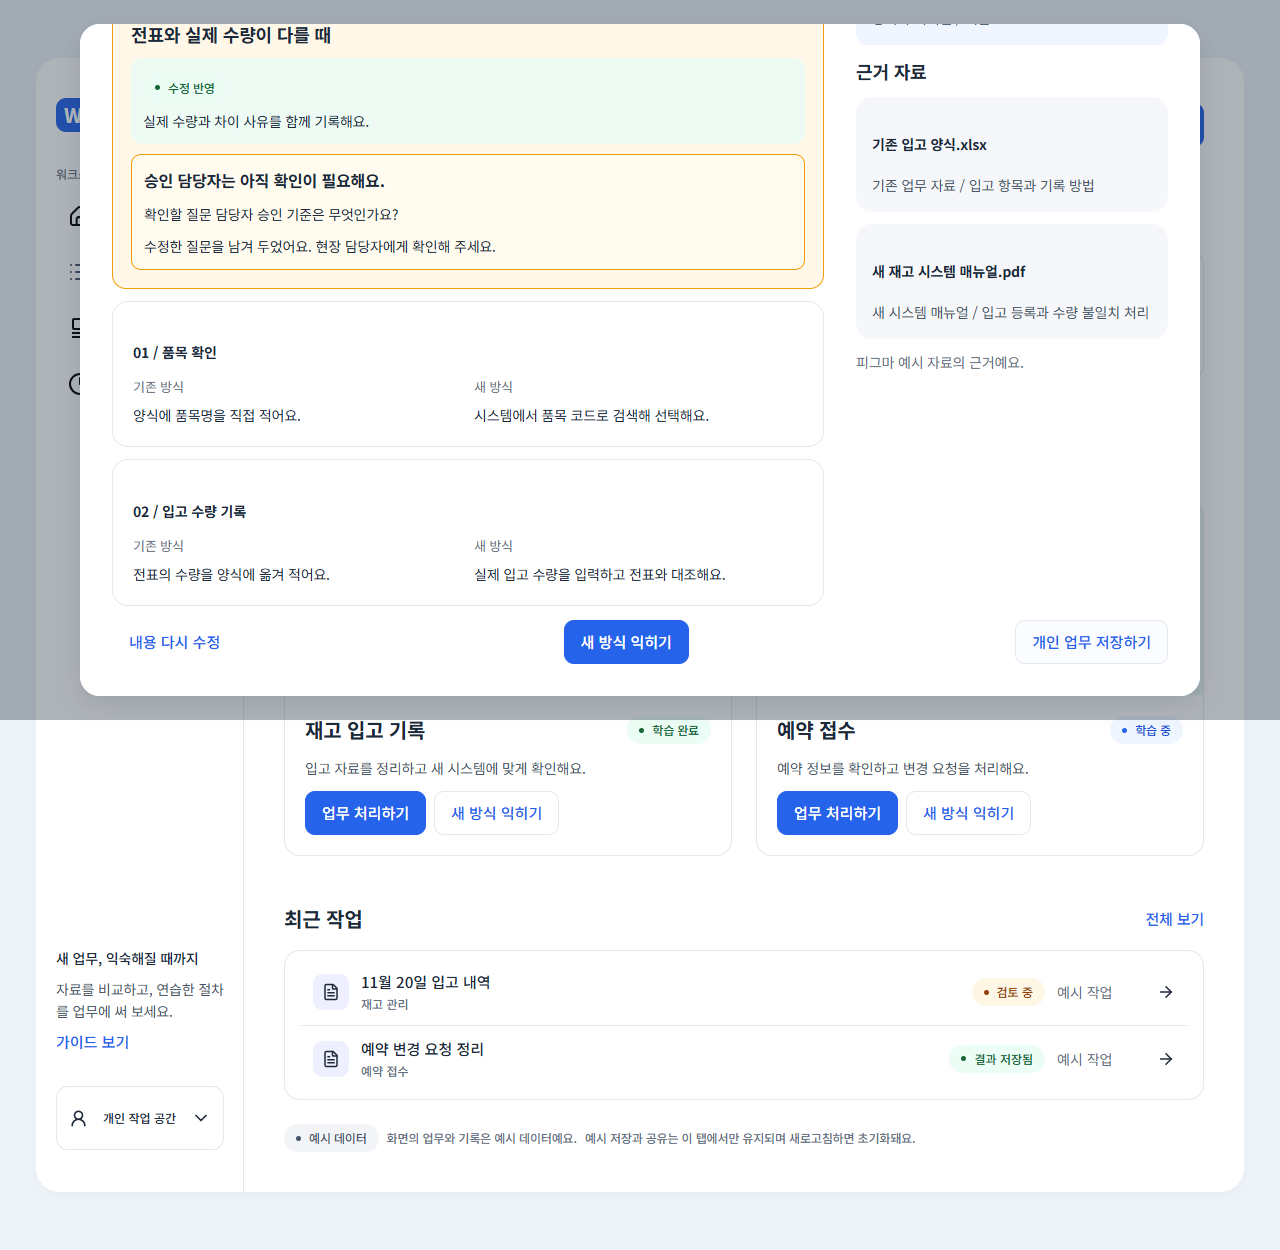 전표와 실제 수량이 다를 때
수정 반영
실제 수량과 차이 사유를 함께 기록해요.
승인 담당자는 아직 확인이 필요해요.
확인할 질문 담당자 승인 기준은 무엇인가요?
수정한 질문을 남겨 두었어요. 현장 담당자에게 확인해 주세요.
01 / 품목 확인
기존 방식
양식에 품목명을 직접 적어요.
새 방식
시스템에서 품목 코드로 검색해 선택해요.
02 / 입고 수량 기록
기존 방식
전표의 수량을 양식에 옮겨 적어요.
새 방식
실제 입고 수량을 입력하고 전표와 대조해요.
근거 자료
기존 입고 양식.xlsx
기존 업무 자료 / 입고 항목과 기록 방법
새 재고 시스템 매뉴얼.pdf
새 시스템 매뉴얼 / 입고 등록과 수량 불일치 처리
피그마 예시 자료의 근거예요.
내용 다시 수정
새 방식 익히기
개인 업무 저장하기
W
재고 입고 기록
학습 완료
입고 자료를 정리하고 새 시스템에 맞게 확인해요.
업무 처리하기
새 방식 익히기
예약 접수
학습 중
예약 정보를 확인하고 변경 요청을 처리해요.
업무 처리하기
새 방식 익히기
최근 작업
전체 보기
11월 20일 입고 내역
재고 관리
검토 중
예시 작업
예약 변경 요청 정리
예약 접수
결과 저장됨
예시 작업
예시 데이터
화면의 업무와 기록은 예시 데이터예요. 예시 저장과 공유는 이 탭에서만 유지되며 새로고침하면 초기화돼요.
새 업무, 익숙해질 때까지
자료를 비교하고, 연습한 절차
를 업무에 써 보세요.
가이드 보기
개인 작업 공간